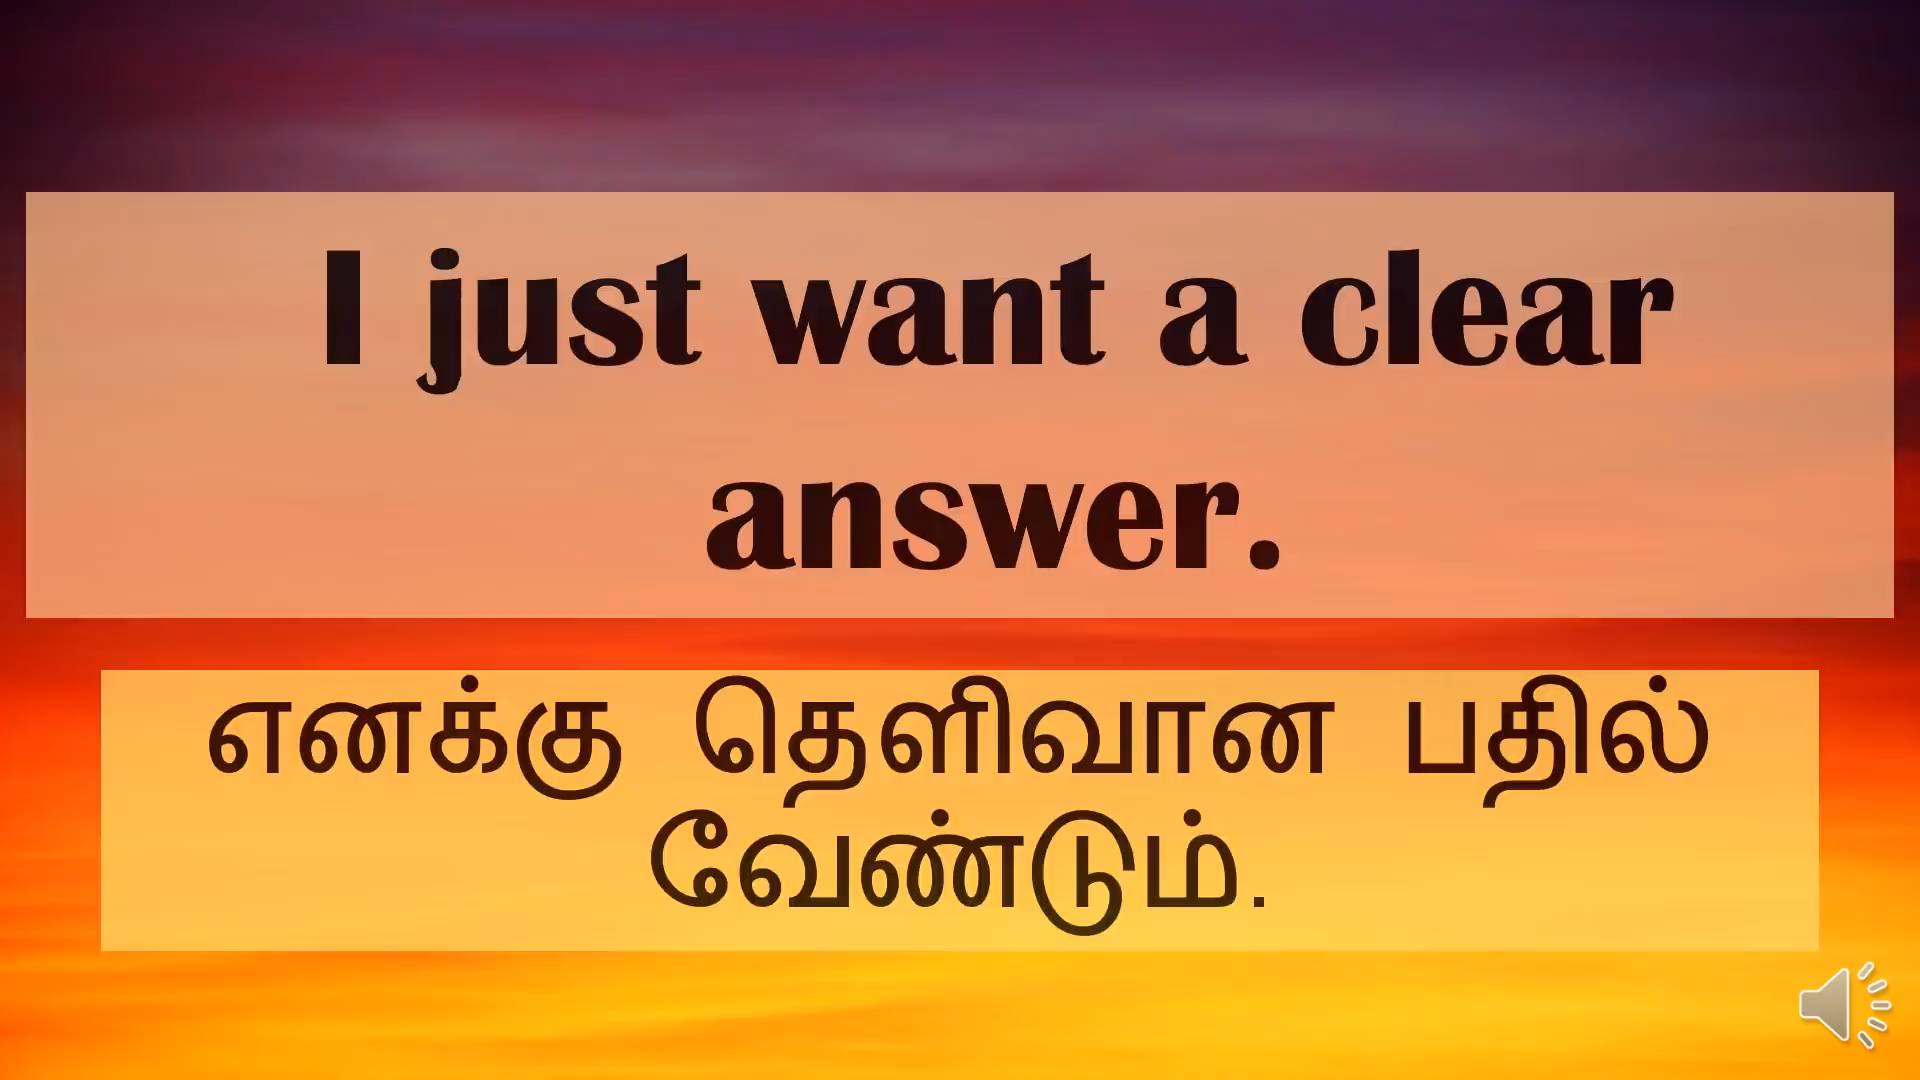 I just want a clear
answer.
எனக்கு தெளிவான பதில்
வேண்டும்.